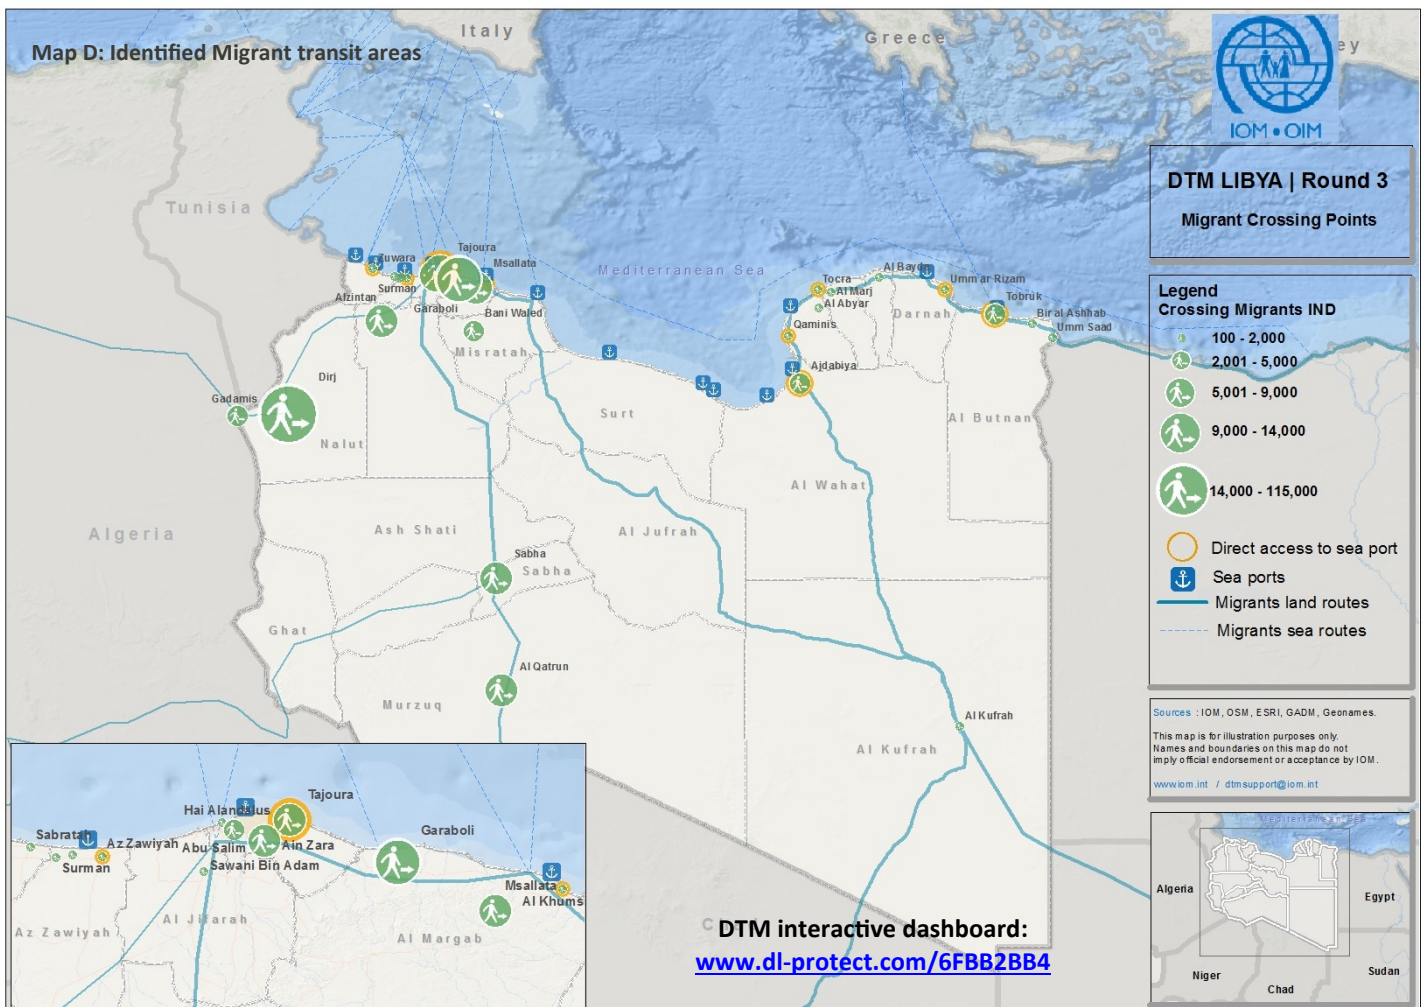 Map D: Identified Migrant transit areas
Italy
Greece
ey
IOM • OIM
DTM LIBYA | Round 3
Migrant Crossing Points
Legend
Crossing Migrants IND
100 - 2,000
2,001 - 5,000
5,001 - 9,000
9,000 - 14,000
14,000 - 115,000
Direct access to sea port
Sea ports
Migrants land routes
Migrants sea routes
Sources : IOM, OSM, ESRI, GADM, Geonames.
This map is for illustration purposes only.
Names and boundaries on this map do not
imply official endorsement or acceptance by IOM.
www.iom.int / dtmsupport@iom.int
Mediterranean Sea
Algeria
Egypt
Niger
Chad
Sudan
Tunisia
Mediterranean Sea
Zuwara
Tajoura
Msallata
Surman
Garaboli
Afzintan
Bani Waled
Misratah
Dirj
Gadamis
Nalut
Surt
Tocra
Al Bayda
Al Marj
Al Abyar
Umm ar Rizam
Darnah
Tobruk
Bir al Ashhab
Umm Saad
Qaminis
Ajdabiya
Al Butnan
Al Wahat
Algeria
Ash Shati
Al Jufrah
Sabha
Sabha
Ghat
Al Qatrun
Murzuq
Al Kufrah
Al Kufrah
Tajoura
Hai Alandalus
Garaboli
Sabratah
Az Zawiyah
Abu Salim
Ain Zara
Surman
Sawani Bin Adam
Msallata
Al Khums
Al Jifarah
Az Zawiyah
Al Margab
DTM interactive dashboard:
www.dl-protect.com/6FBB2BB4